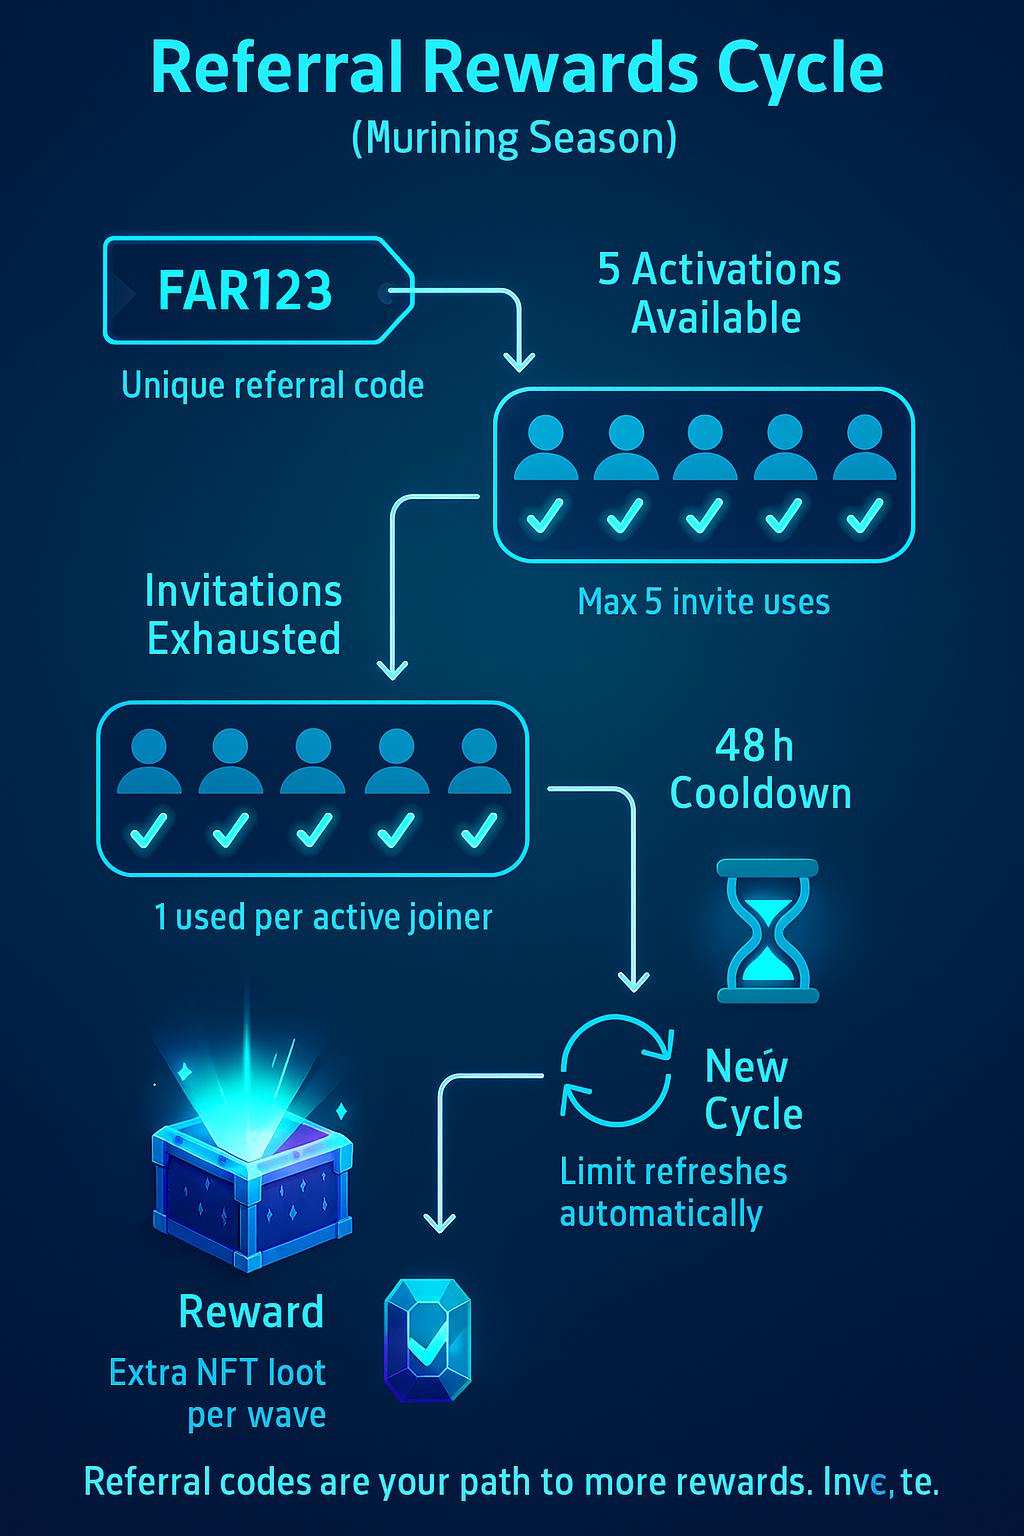 Referral Rewards Cycle
(Murining Season)
FAR123
Unique referral code
5 Activations
Available
Max 5 invite uses
Invitations
Exhausted
1 used per active joiner
48 h
Cooldown
Neẃ
Cycle
Limit refreshes
automatically
Reward
Extra NFT loot
per wave
Referral codes are your path to more rewards. Inve, te.